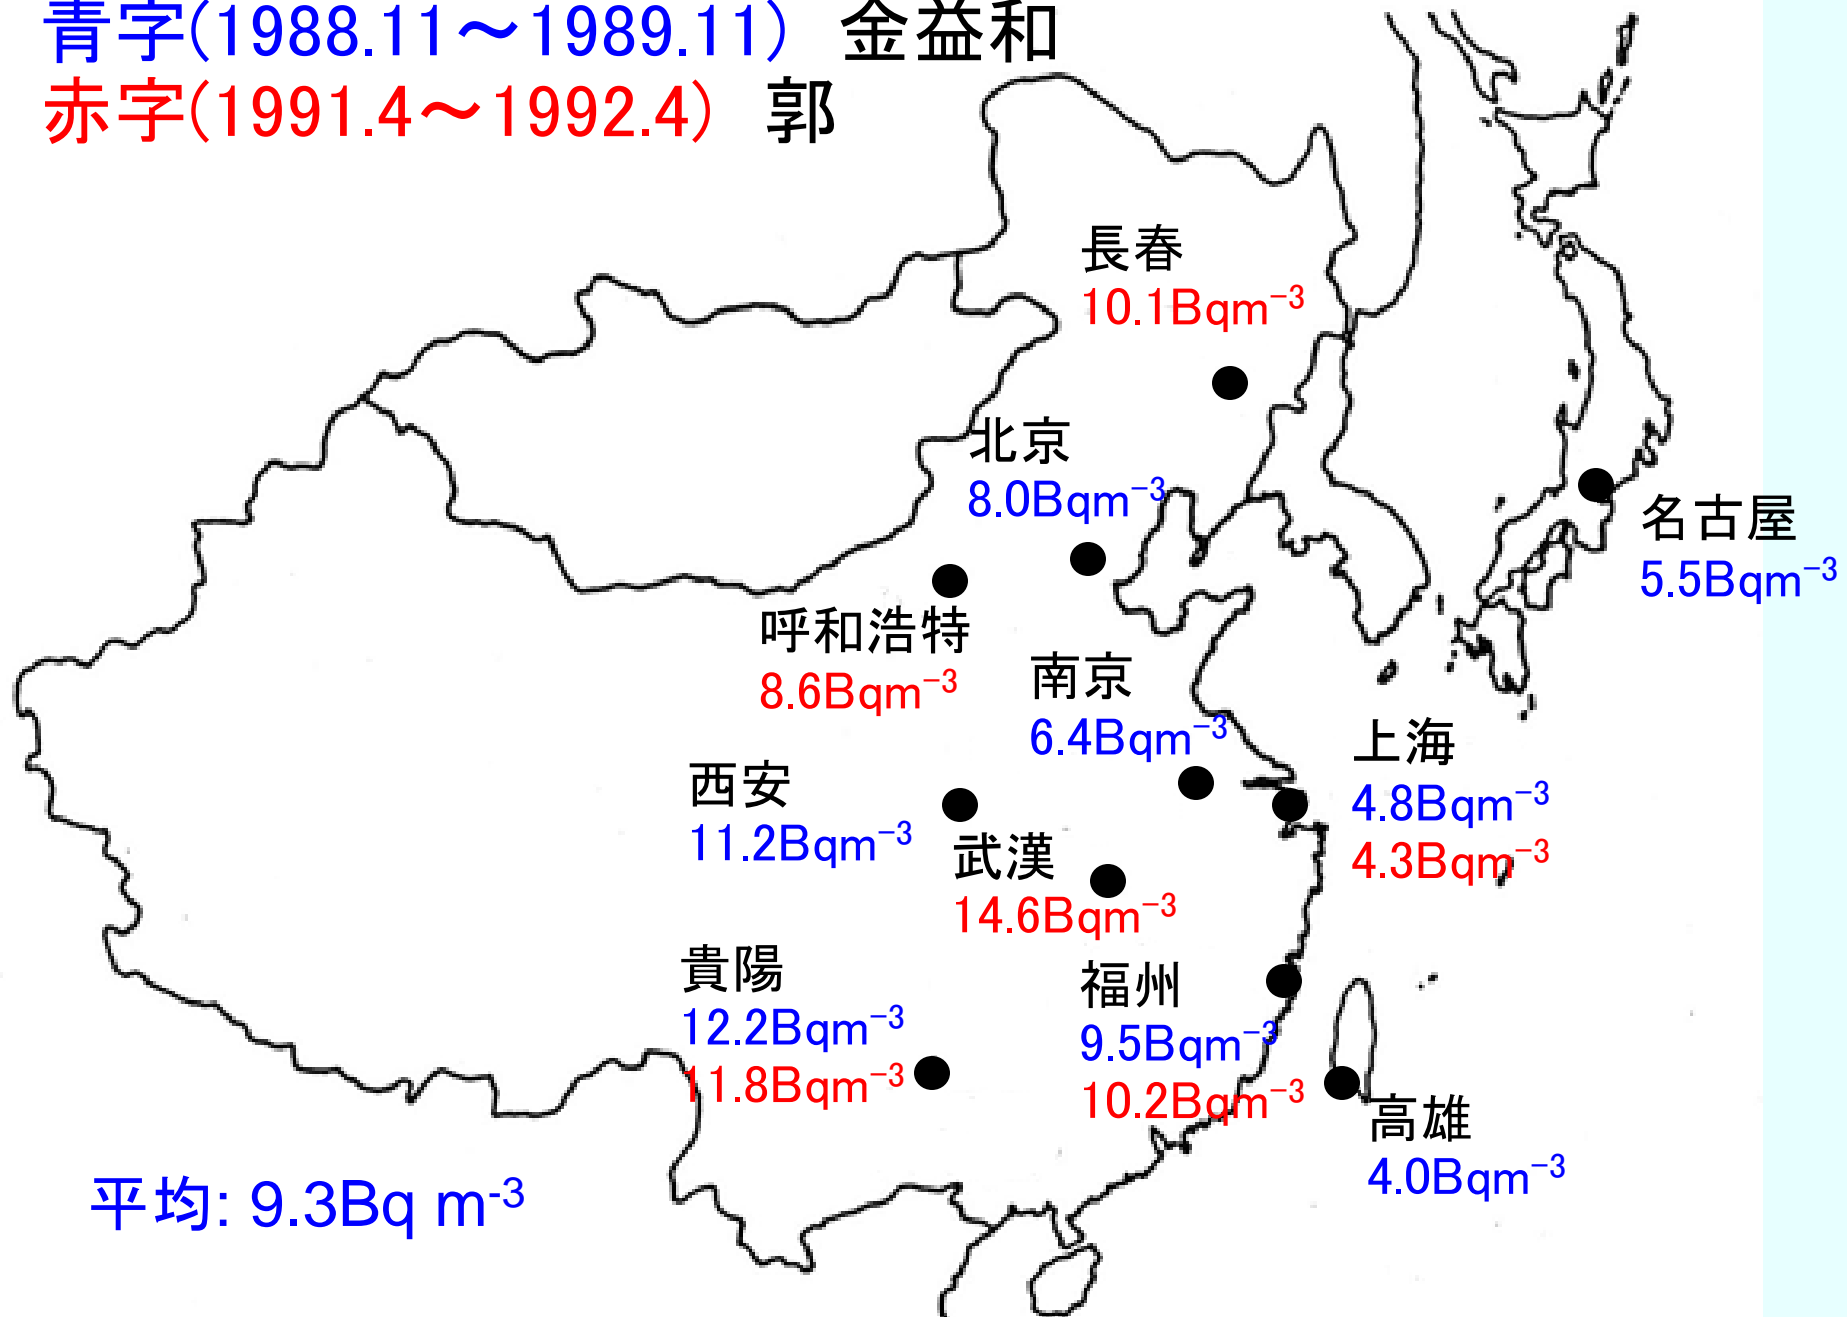 青字(1988.11～1989.11) 金益和
赤字(1991.4～1992.4) 郭
長春
10.1Bqm⁻³
北京
8.0Bqm⁻³
名古屋
5.5Bqm⁻³
呼和浩特
8.6Bqm⁻³
南京
6.4Bqm⁻³
上海
4.8Bqm⁻³
4.3Bqm⁻³
西安
11.2Bqm⁻³
武漢
14.6Bqm⁻³
貴陽
12.2Bqm⁻³
11.8Bqm⁻³
福州
9.5Bqm⁻³
10.2Bqm⁻³
高雄
4.0Bqm⁻³
平均: 9.3Bq m⁻³